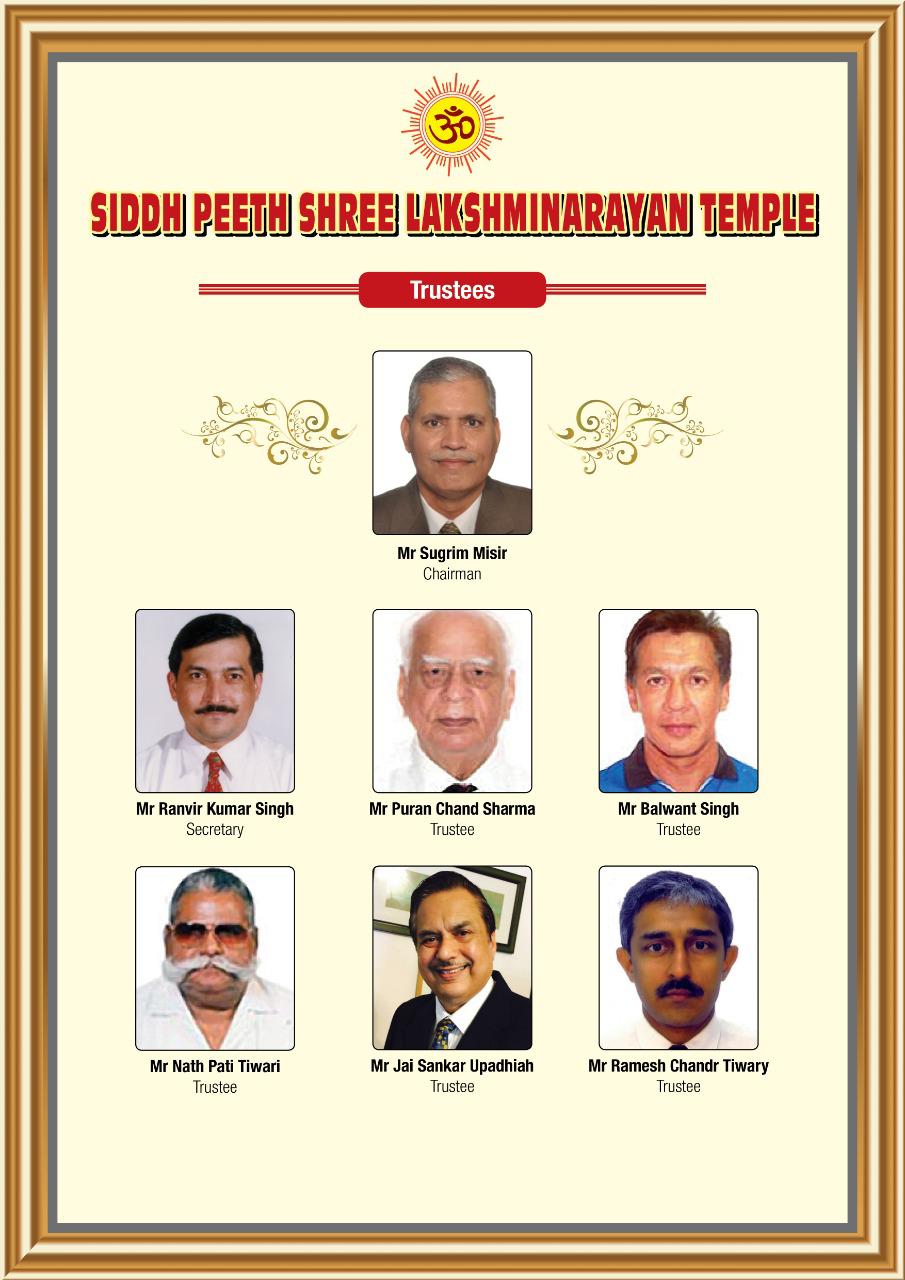 ॐ
SIDDH PEETH SHREE LAKSHMINARAYAN TEMPLE
Trustees
Mr Sugrim Misir
Chairman
Mr Ranvir Kumar Singh
Secretary
Mr Puran Chand Sharma
Trustee
Mr Balwant Singh
Trustee
Mr Nath Pati Tiwari
Trustee
Mr Jai Sankar Upadhiah
Trustee
Mr Ramesh Chandr Tiwary
Trustee